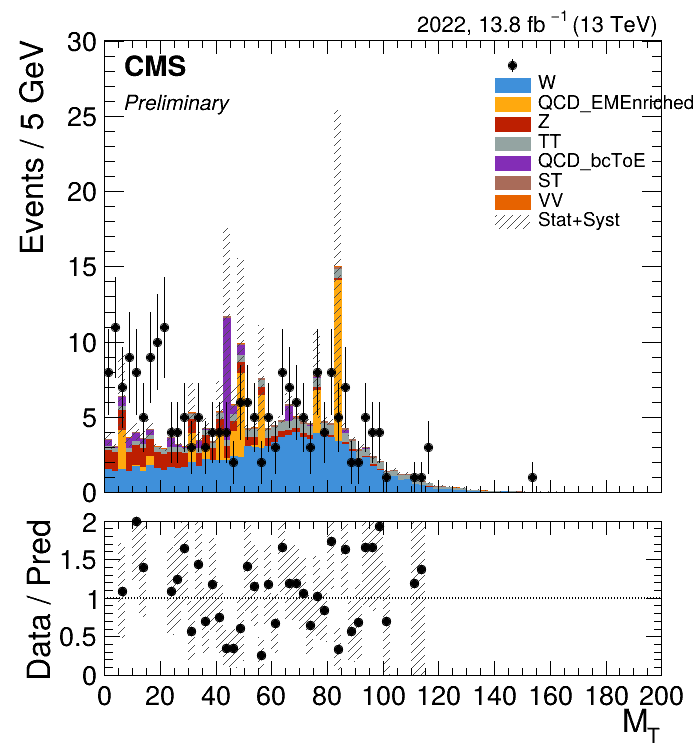 2022, 13.8 fb⁻¹ (13 TeV)
CMS
Preliminary
W
QCD_EMEnriched
Z
TT
QCD_bcToE
ST
VV
Stat+Syst
Events / 5 GeV
30
25
20
15
10
5
0
Data / Pred
2
1.5
1
0.5
0
0 20 40 60 80 100 120 140 160 180 200
M_T